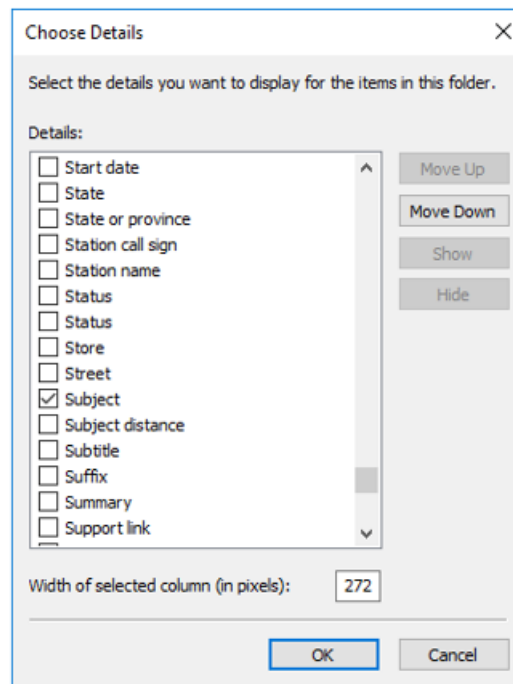 Choose Details
Select the details you want to display for the items in this folder.
Details:
Start date
State
State or province
Station call sign
Station name
Status
Status
Store
Street
Subject
Subject distance
Subtitle
Suffix
Summary
Support link
Move Up
Move Down
Show
Hide
Width of selected column (in pixels): 272
OK Cancel